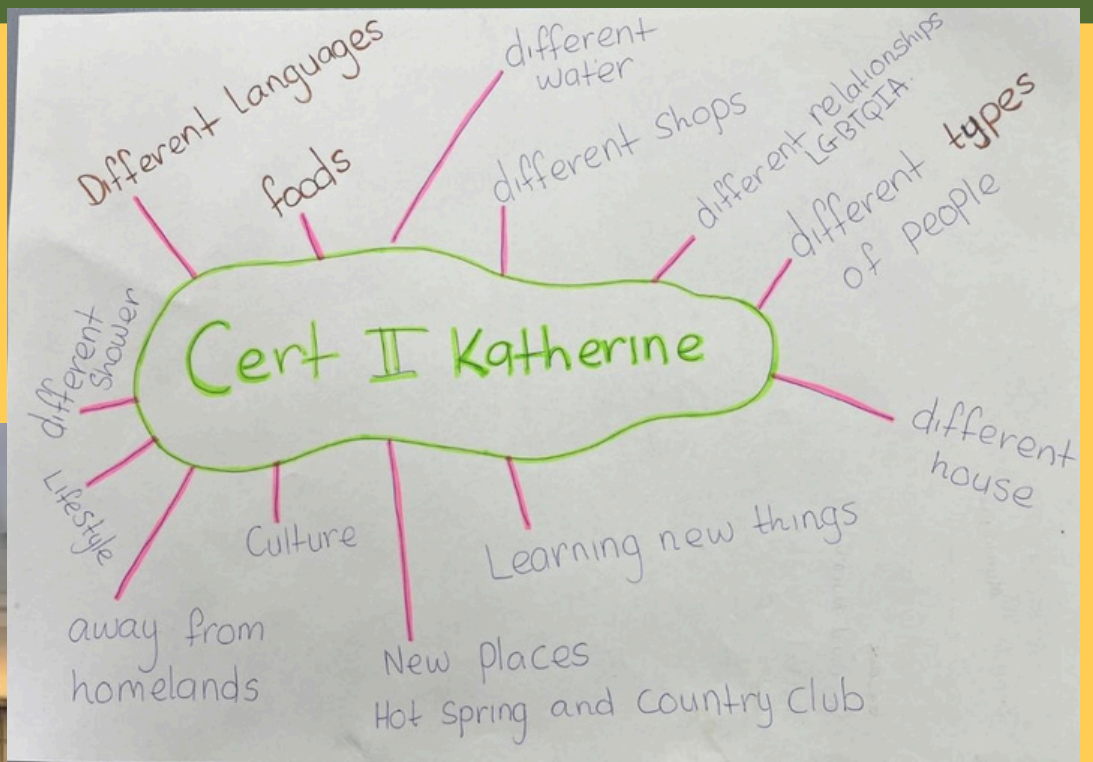 Different Languages
foods
different
water
different shops
different relationships
LGBTQIA.
different types
of people
different
house
Learning new things
New places
Hot Spring and country club
Culture
away from
homelands
Lifestyle
different
shower
Cert II Katherine